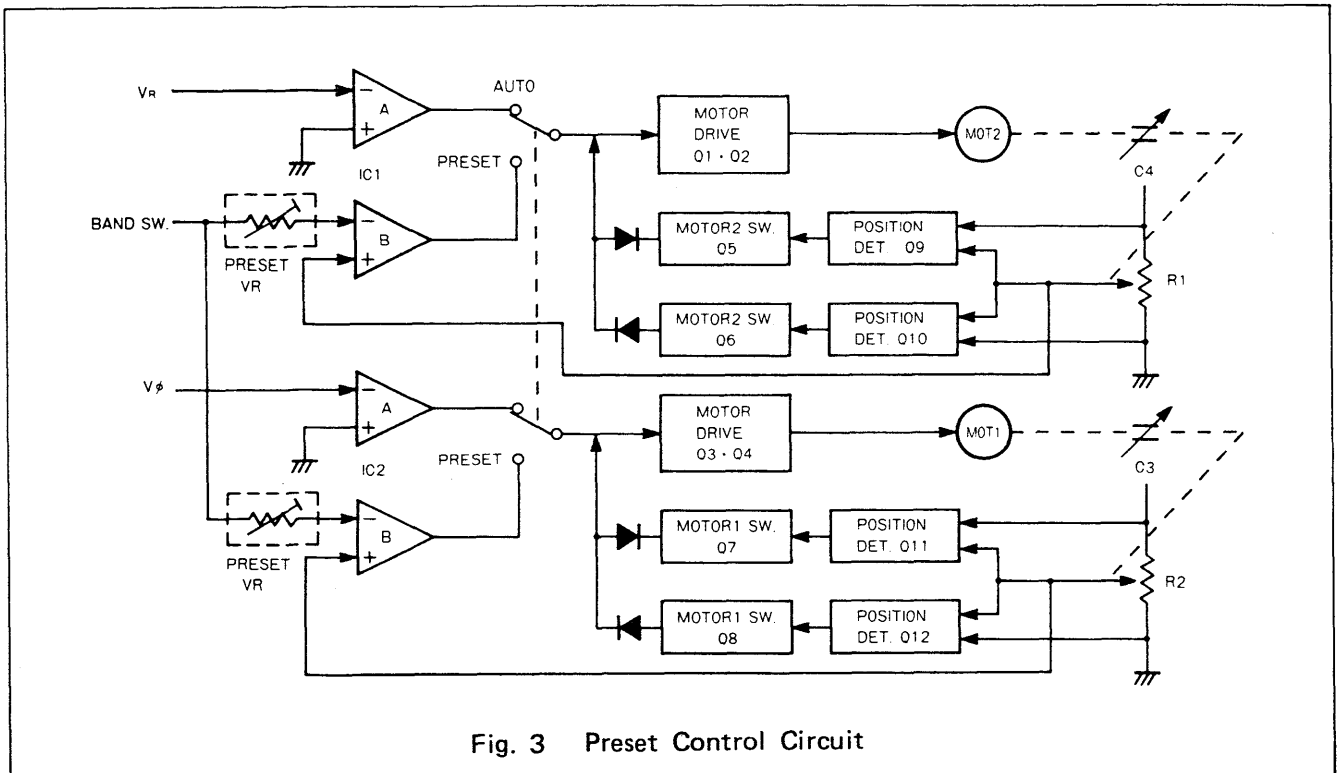 VR
−
+
A
IC1
AUTO
PRESET
MOTOR
DRIVE
Q1・Q2
MOT2
C4
BAND SW.
PRESET
VR
−
+
B
MOTOR2 SW.
Q5
POSITION
DET. Q9
R1
MOTOR2 SW.
Q6
POSITION
DET. Q10
Vφ
−
+
A
IC2
PRESET
MOTOR
DRIVE
Q3・Q4
MOT1
C3
PRESET
VR
−
+
B
MOTOR1 SW.
Q7
POSITION
DET. Q11
R2
MOTOR1 SW.
Q8
POSITION
DET. Q12
Fig. 3 Preset Control Circuit